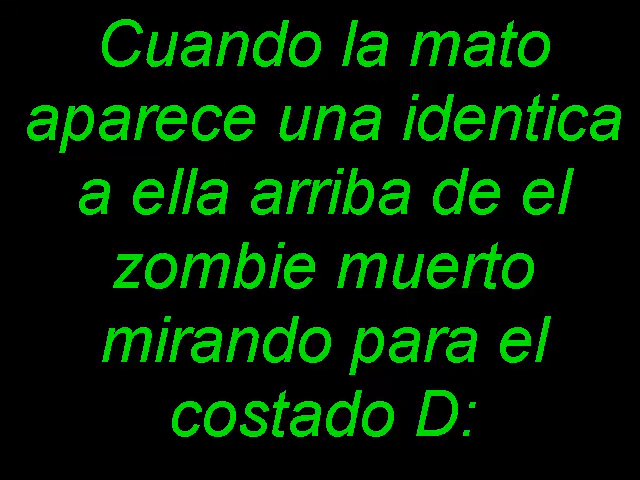 Cuando la mato
aparece una identica
a ella arriba de el
zombie muerto
mirando para el
costado D: